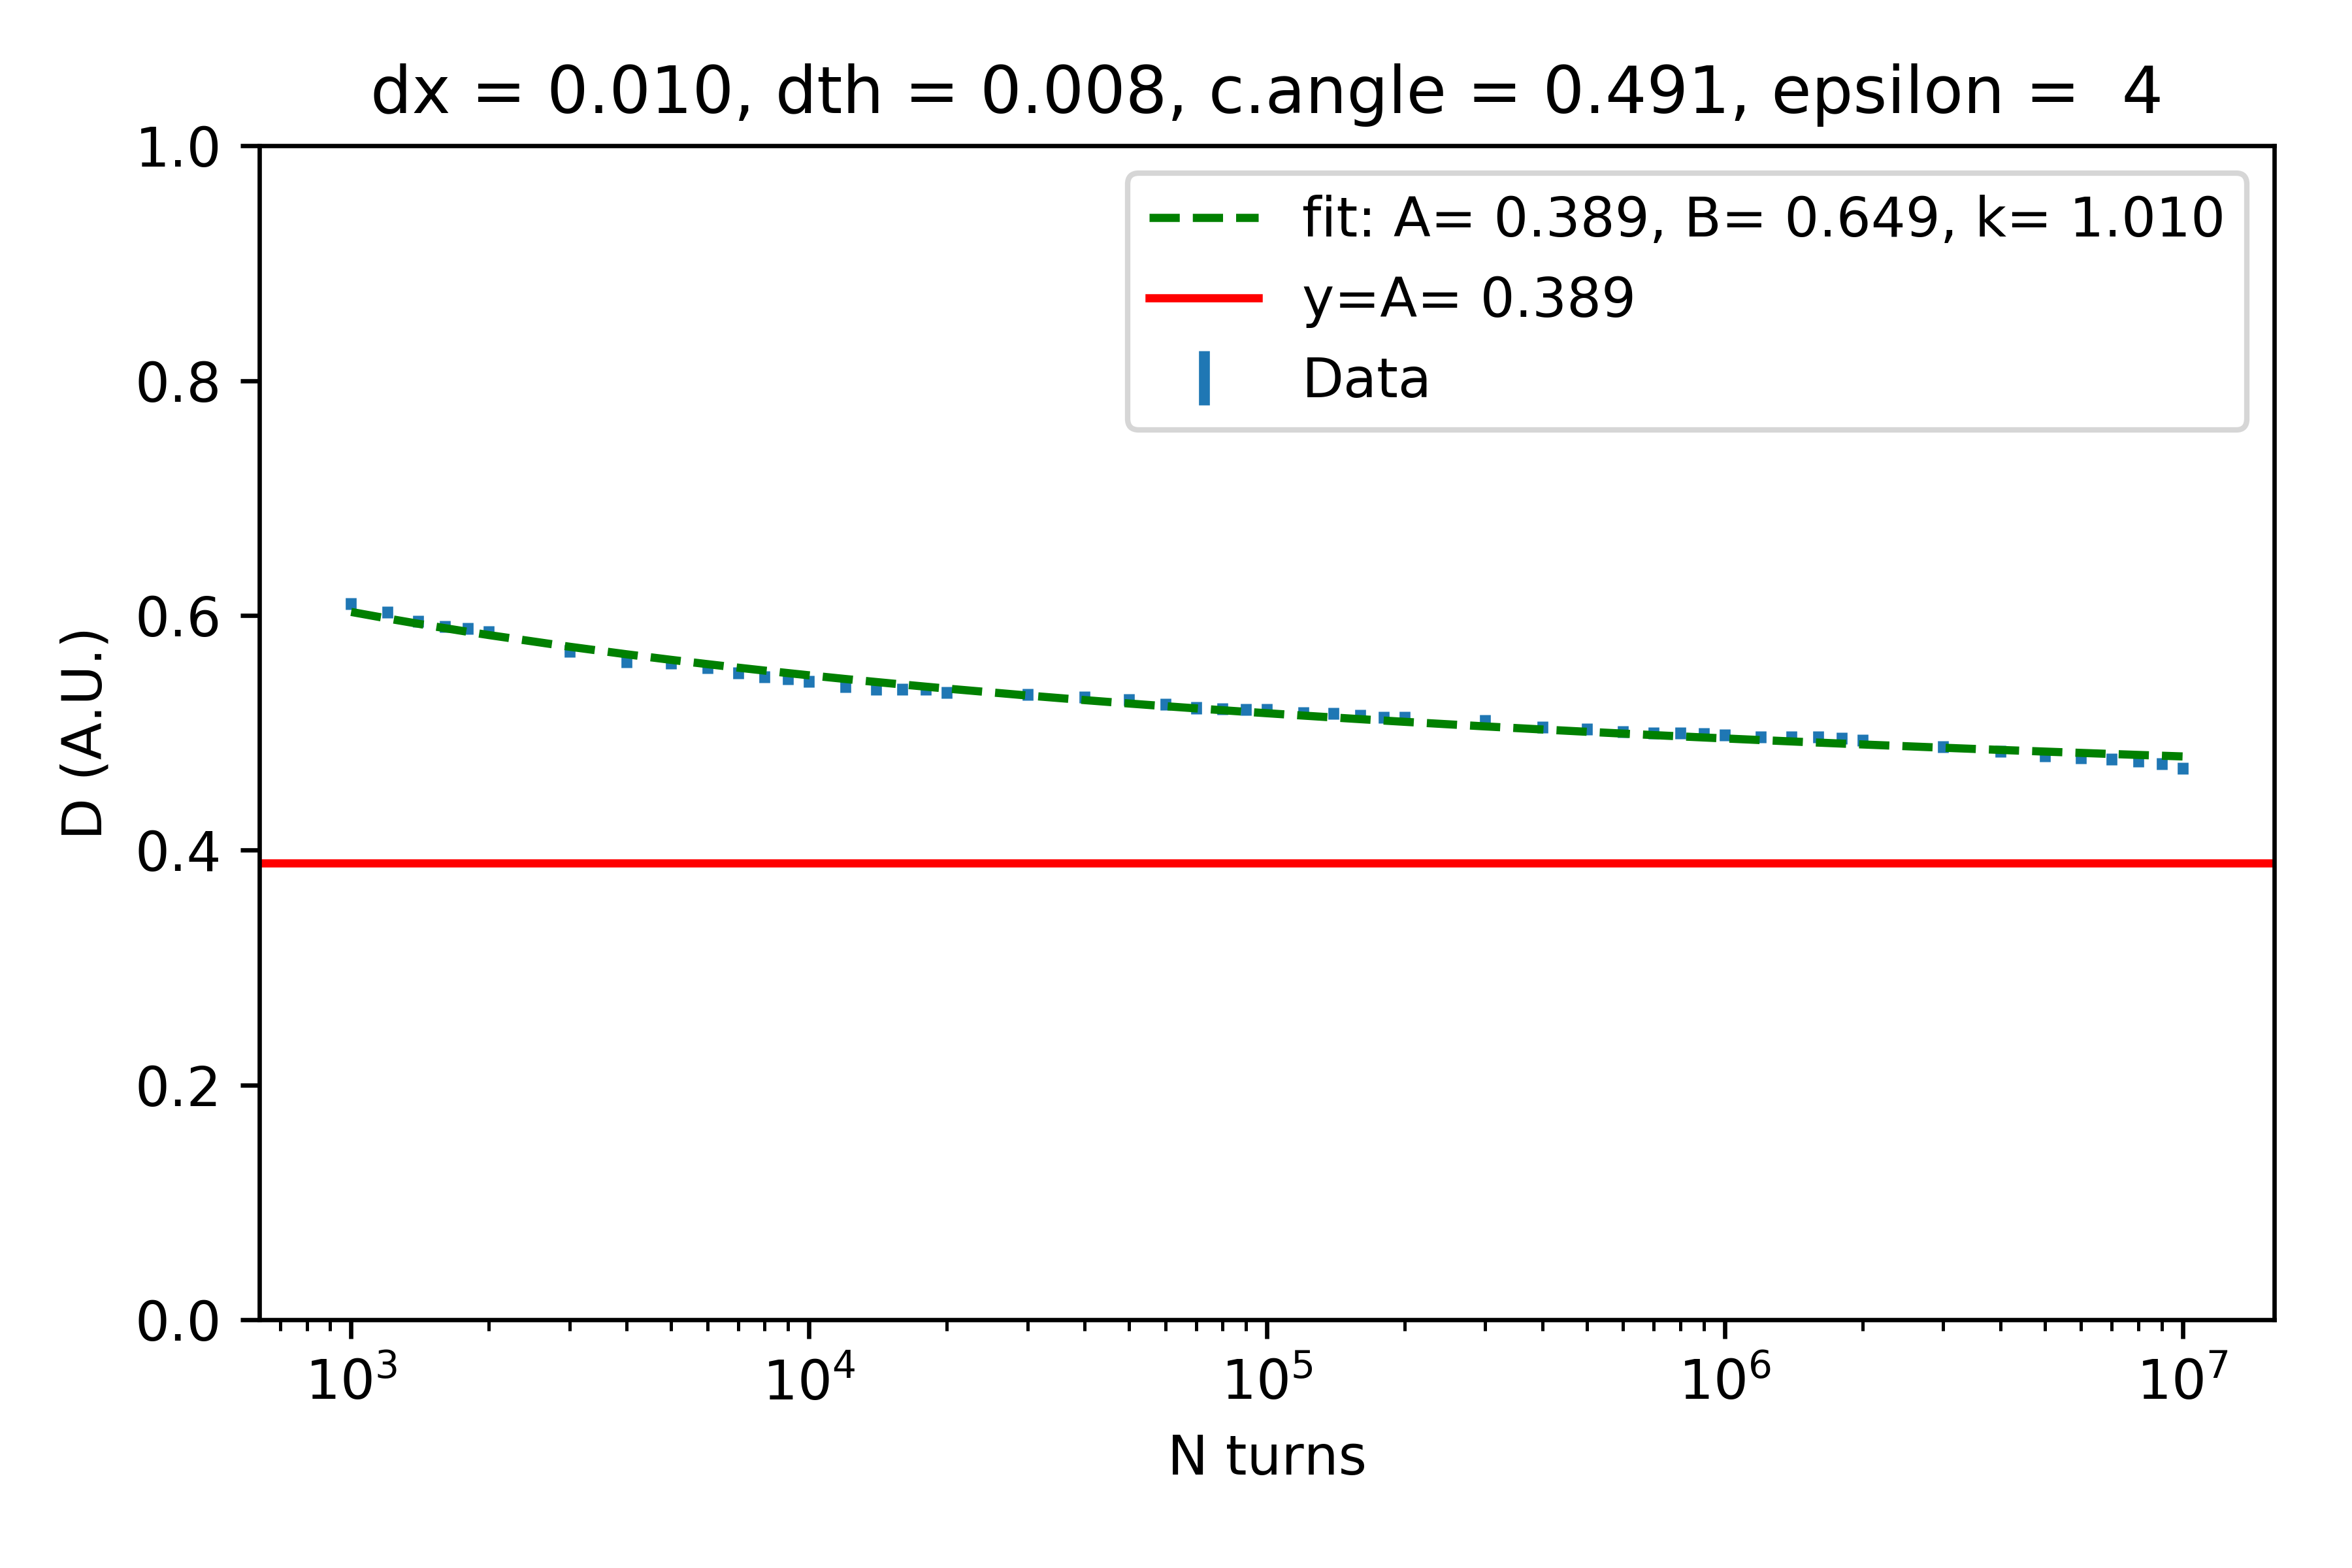 dx = 0.010, dth = 0.008, c.angle = 0.491, epsilon =  4
fit: A= 0.389, B= 0.649, k= 1.010
y=A= 0.389
Data
D (A.U.)
1.0
0.8
0.6
0.4
0.2
0.0
10³ 10⁴ 10⁵ 10⁶ 10⁷
N turns